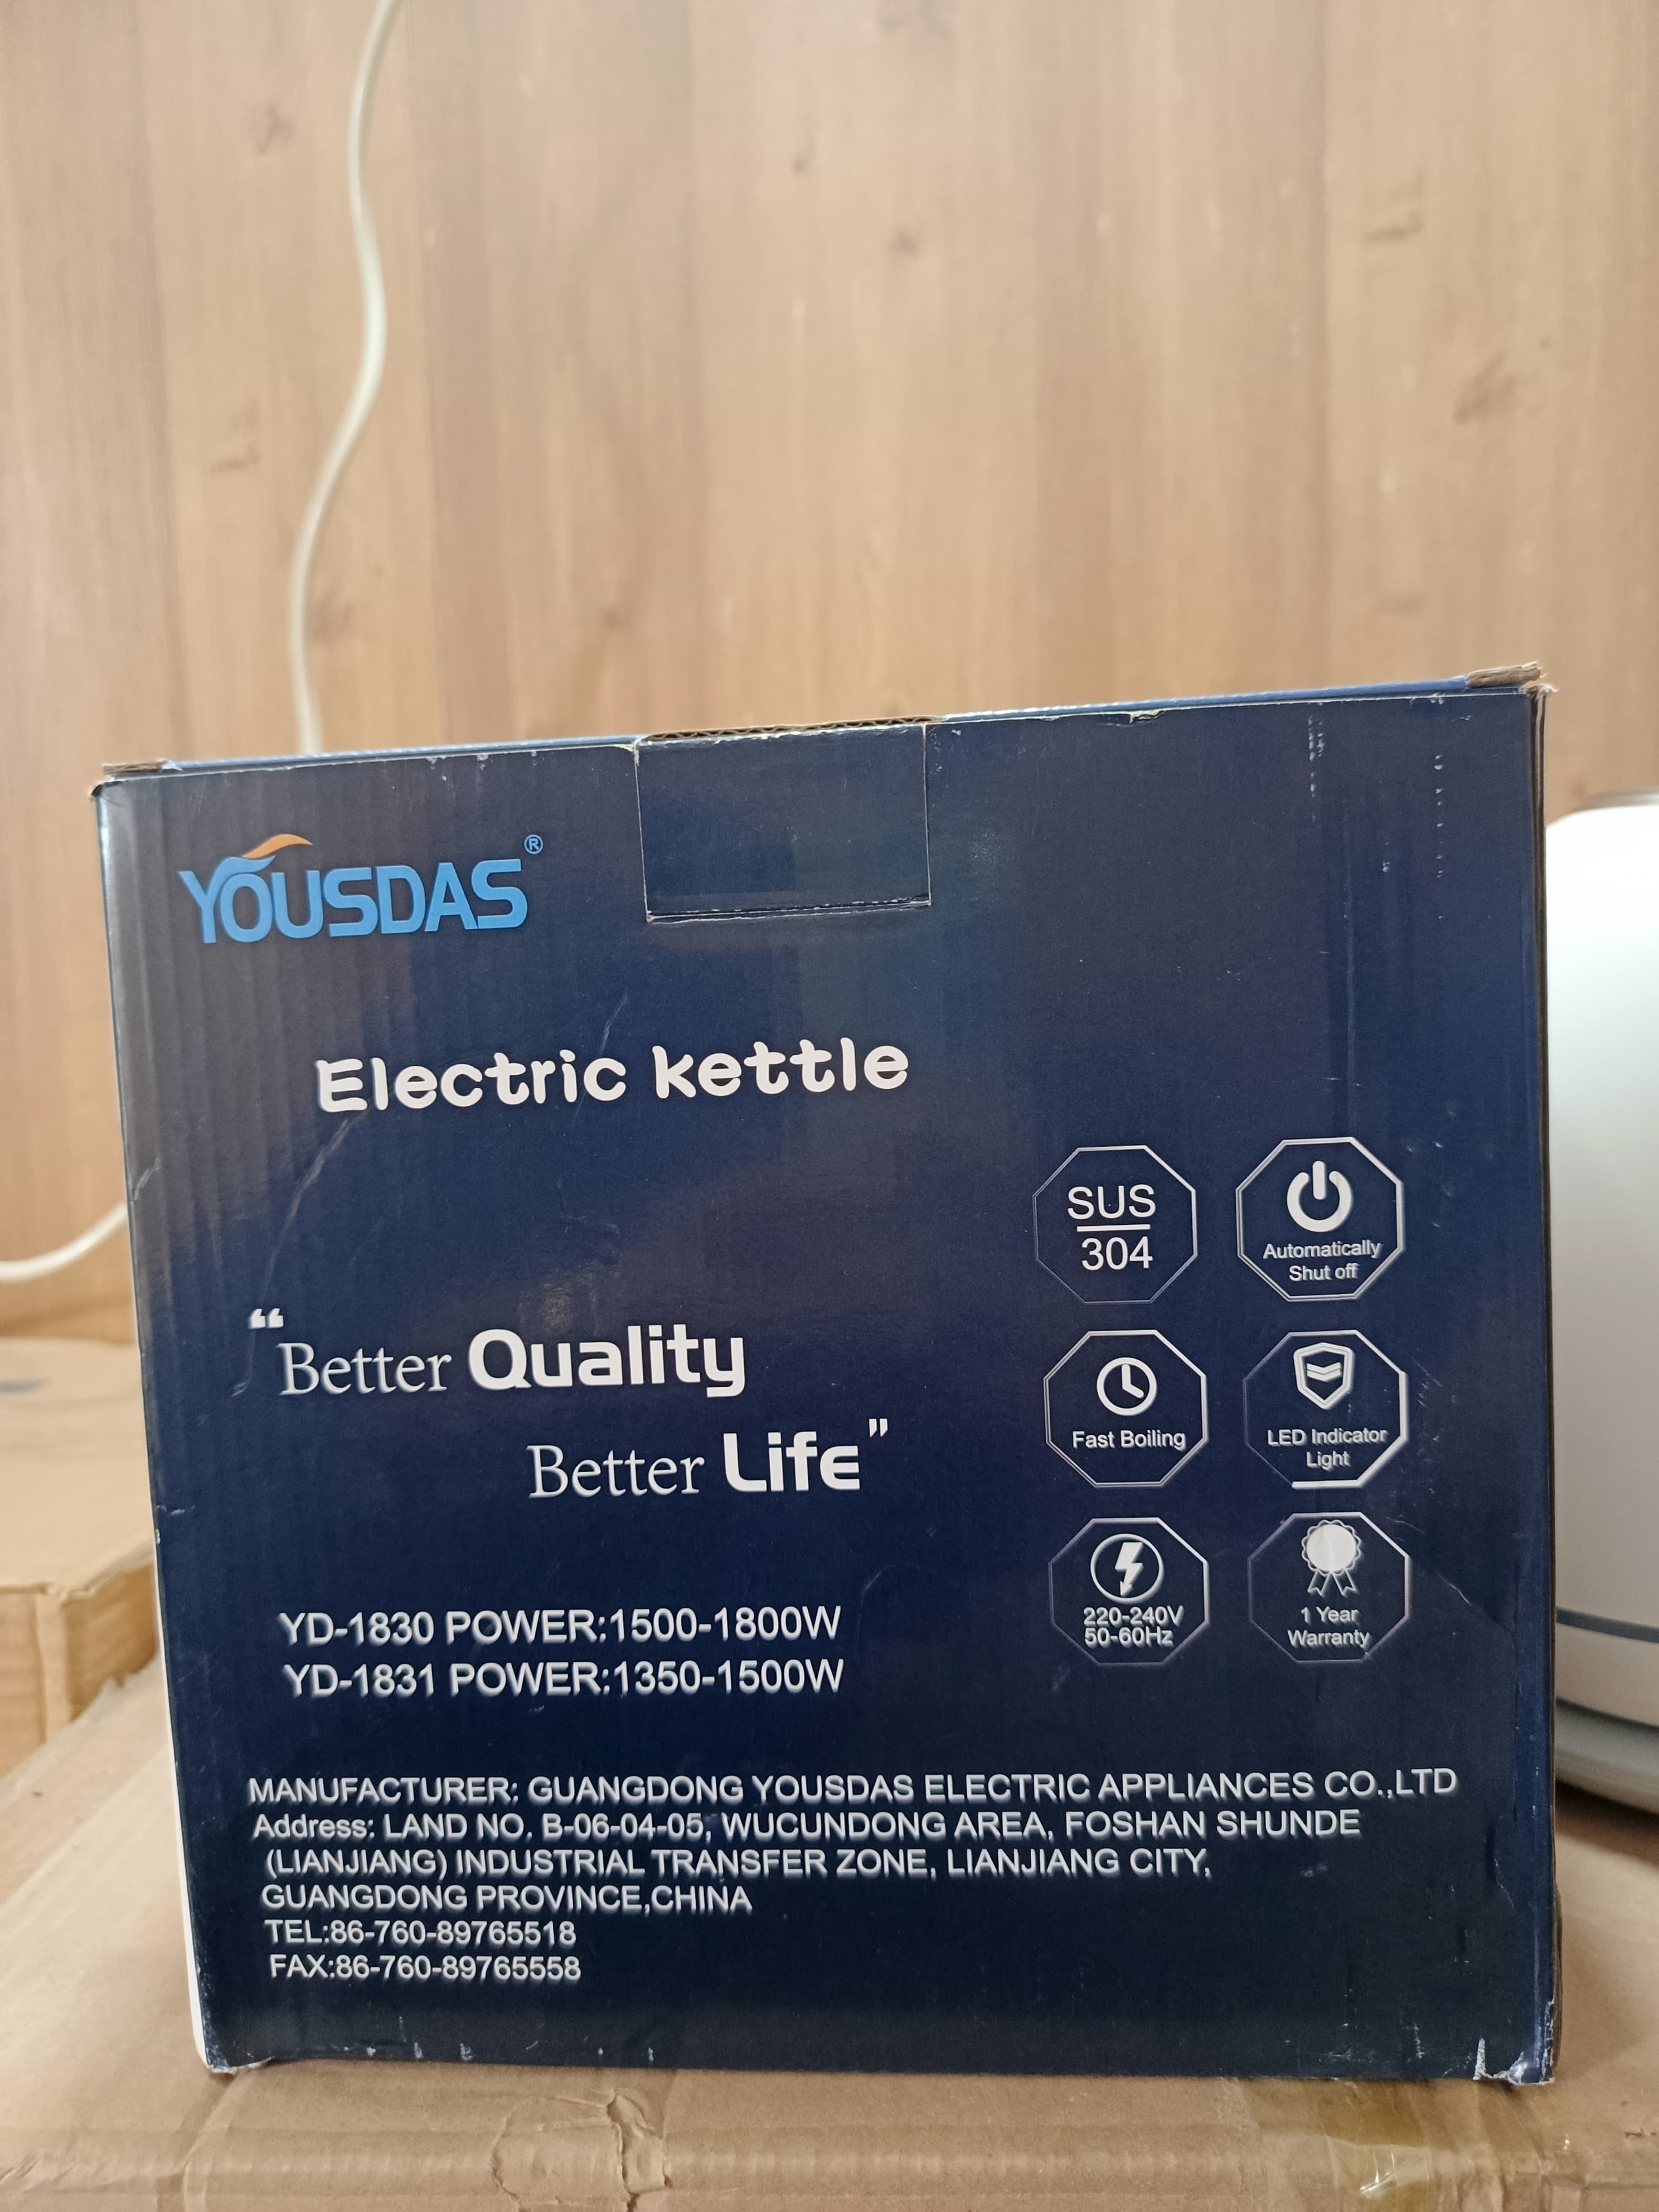 YOUSDAS®
Electric kettle
“Better Quality
Better Life”
SUS
304
Automatically
Shut off
Fast Boiling
LED Indicator
Light
220-240V
50-60Hz
1 Year
Warranty
YD-1830 POWER:1500-1800W
YD-1831 POWER:1350-1500W
MANUFACTURER: GUANGDONG YOUSDAS ELECTRIC APPLIANCES CO.,LTD
Address: LAND NO. B-06-04-05, WUCUNDONG AREA, FOSHAN SHUNDE
(LIANJIANG) INDUSTRIAL TRANSFER ZONE, LIANJIANG CITY,
GUANGDONG PROVINCE,CHINA
TEL:86-760-89765518
FAX:86-760-89765558